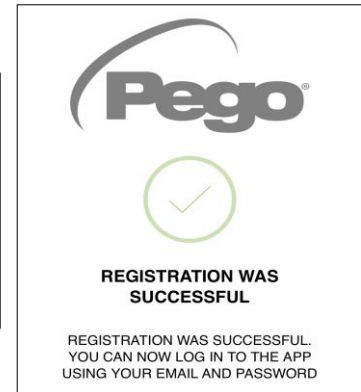 Pego®
REGISTRATION WAS
SUCCESSFUL
REGISTRATION WAS SUCCESSFUL.
YOU CAN NOW LOG IN TO THE APP
USING YOUR EMAIL AND PASSWORD